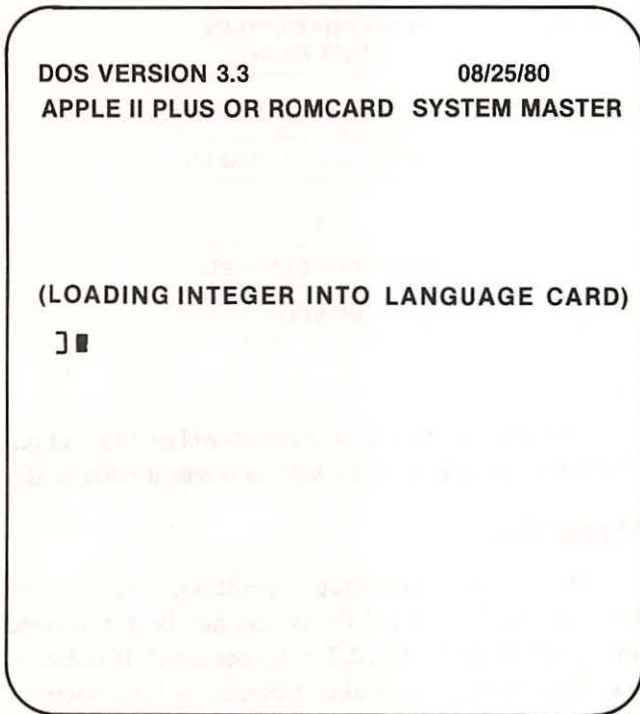 DOS VERSION 3.3 08/25/80
APPLE II PLUS OR ROMCARD SYSTEM MASTER
(LOADING INTEGER INTO LANGUAGE CARD)
]